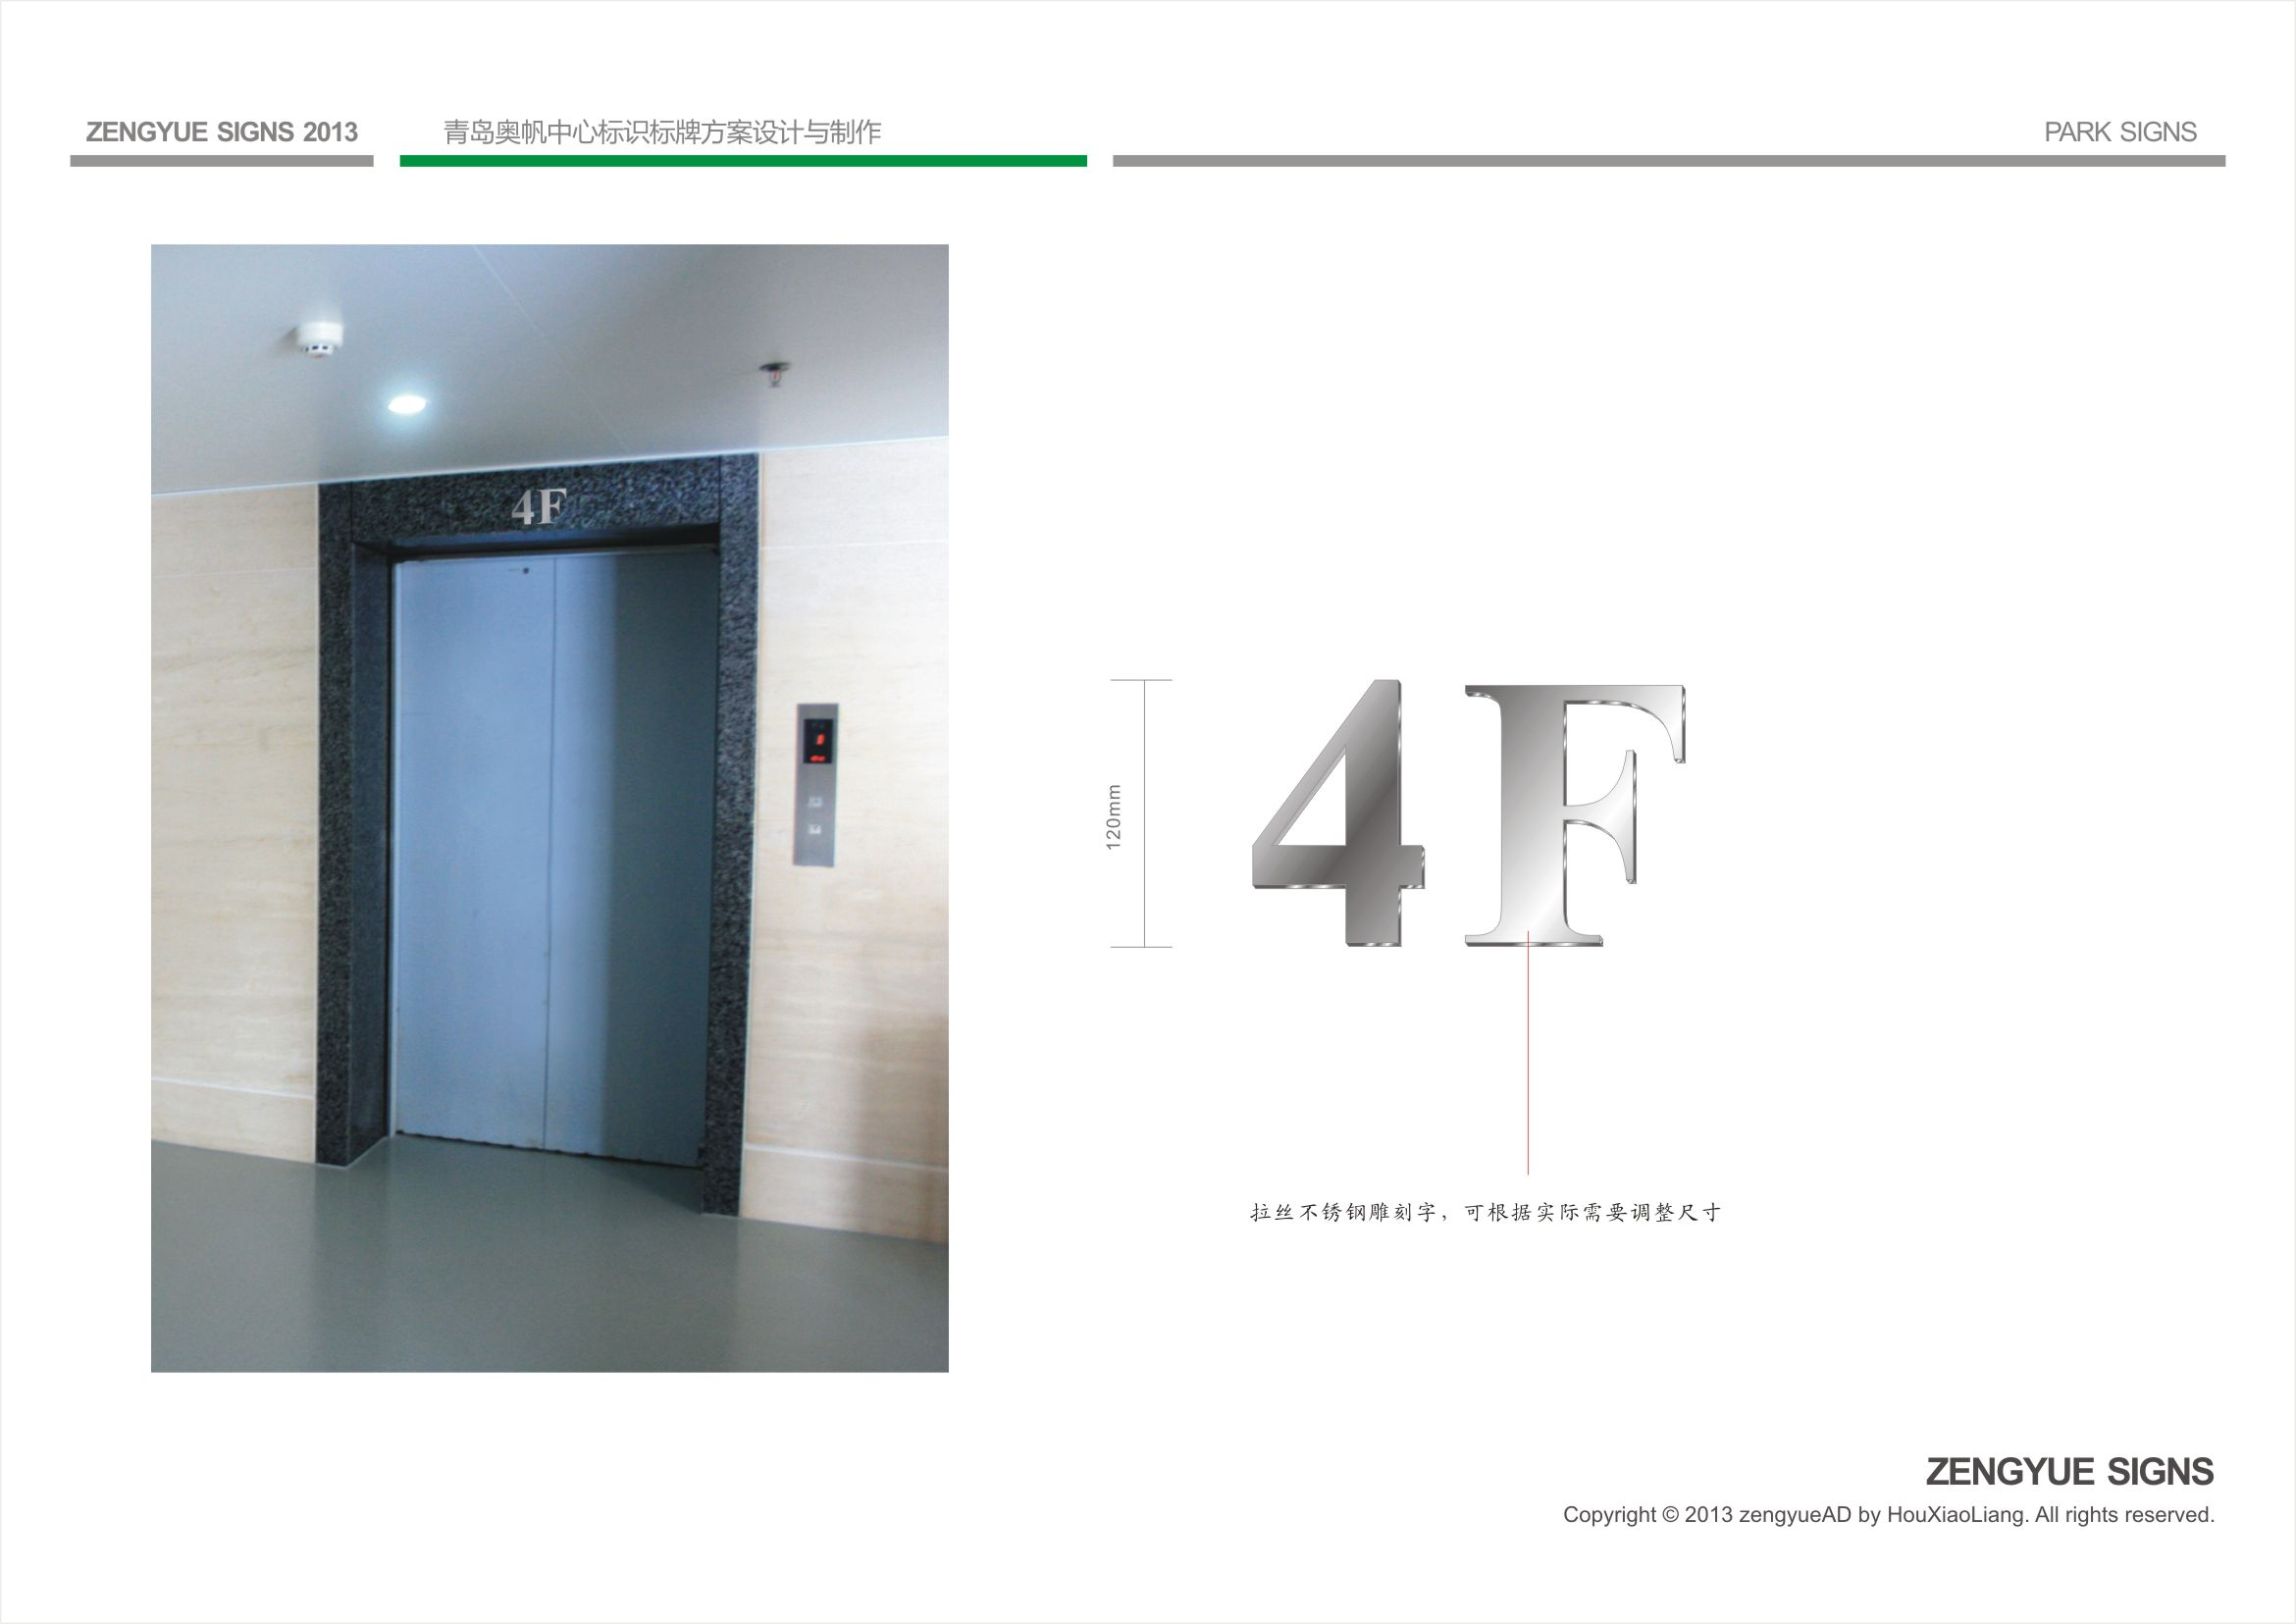 ZENGYUE SIGNS 2013
青岛奥帆中心标识标牌方案设计与制作
PARK SIGNS
4F
120mm
4F
拉丝不锈钢雕刻字，可根据实际需要调整尺寸
ZENGYUE SIGNS
Copyright © 2013 zengyueAD by HouXiaoLiang. All rights reserved.